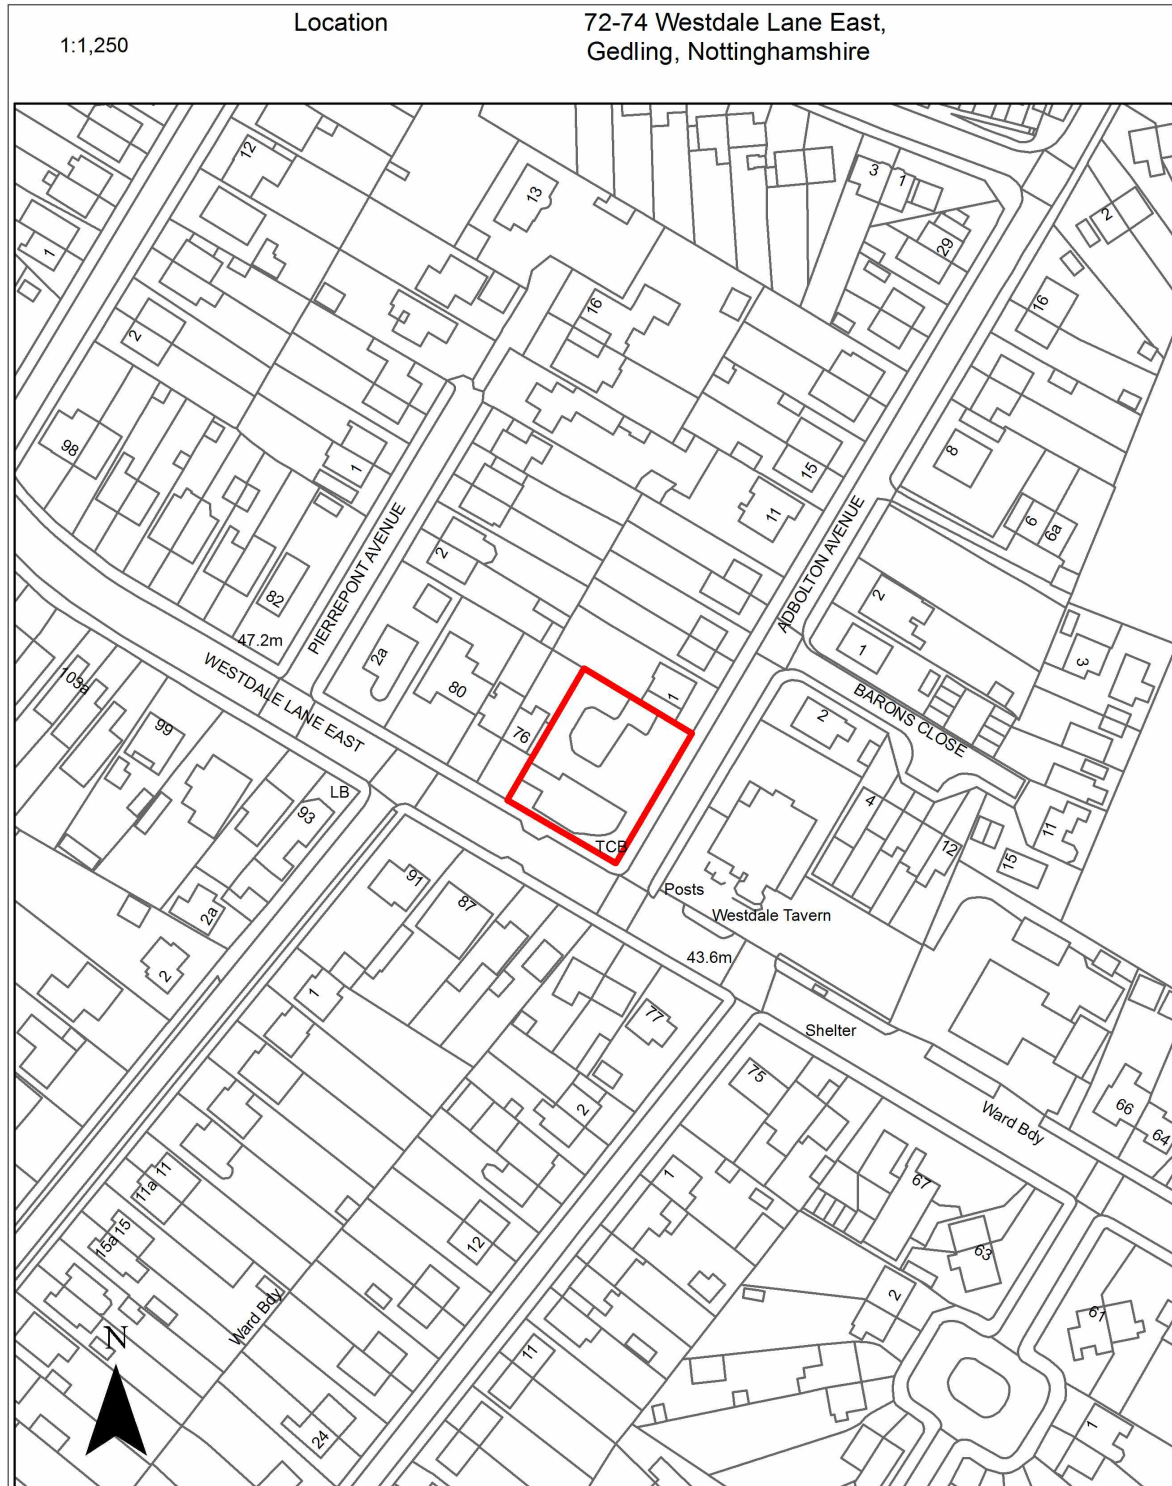 Location
72-74 Westdale Lane East,
Gedling, Nottinghamshire
1:1,250
12
13
3
1
29
2
1
16
16
2
98
1
15
8
11
6
6a
PIERREPONT AVENUE
ADBOLTON AVENUE
2
82
47.2m
2
1
3
2a
80
1
103a
WESTDALE LANE EAST
99
76
2
BARONS CLOSE
LB
93
TCB
4
12
11
15
91
87
Posts
Westdale Tavern
2a
2
43.6m
1
77
Shelter
75
2
Ward Bdy
66
64
11
11a
1
67
15
15a
12
63
2
Ward Bdy
61
N
11
24
1